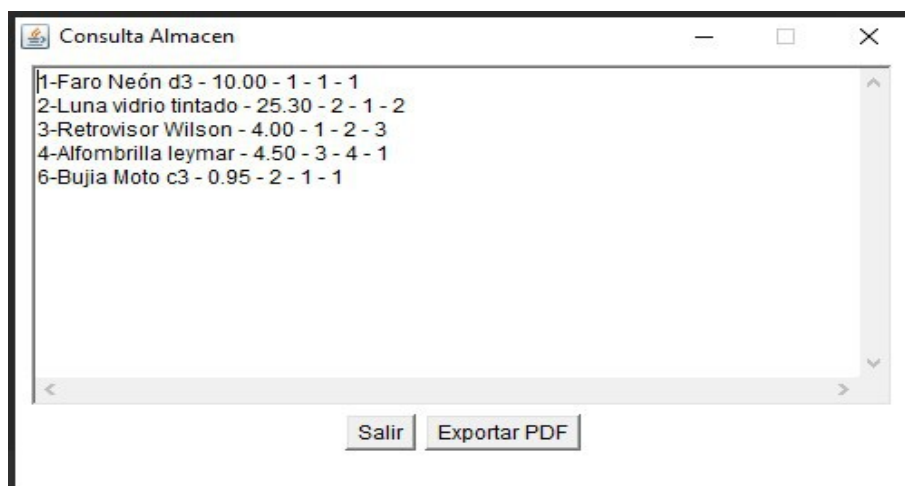 Consulta Almacen
1-Faro Neón d3 - 10.00 - 1 - 1 - 1
2-Luna vidrio tintado - 25.30 - 2 - 1 - 2
3-Retrovisor Wilson - 4.00 - 1 - 2 - 3
4-Alfombrilla leymar - 4.50 - 3 - 4 - 1
6-Bujia Moto c3 - 0.95 - 2 - 1 - 1
Salir Exportar PDF